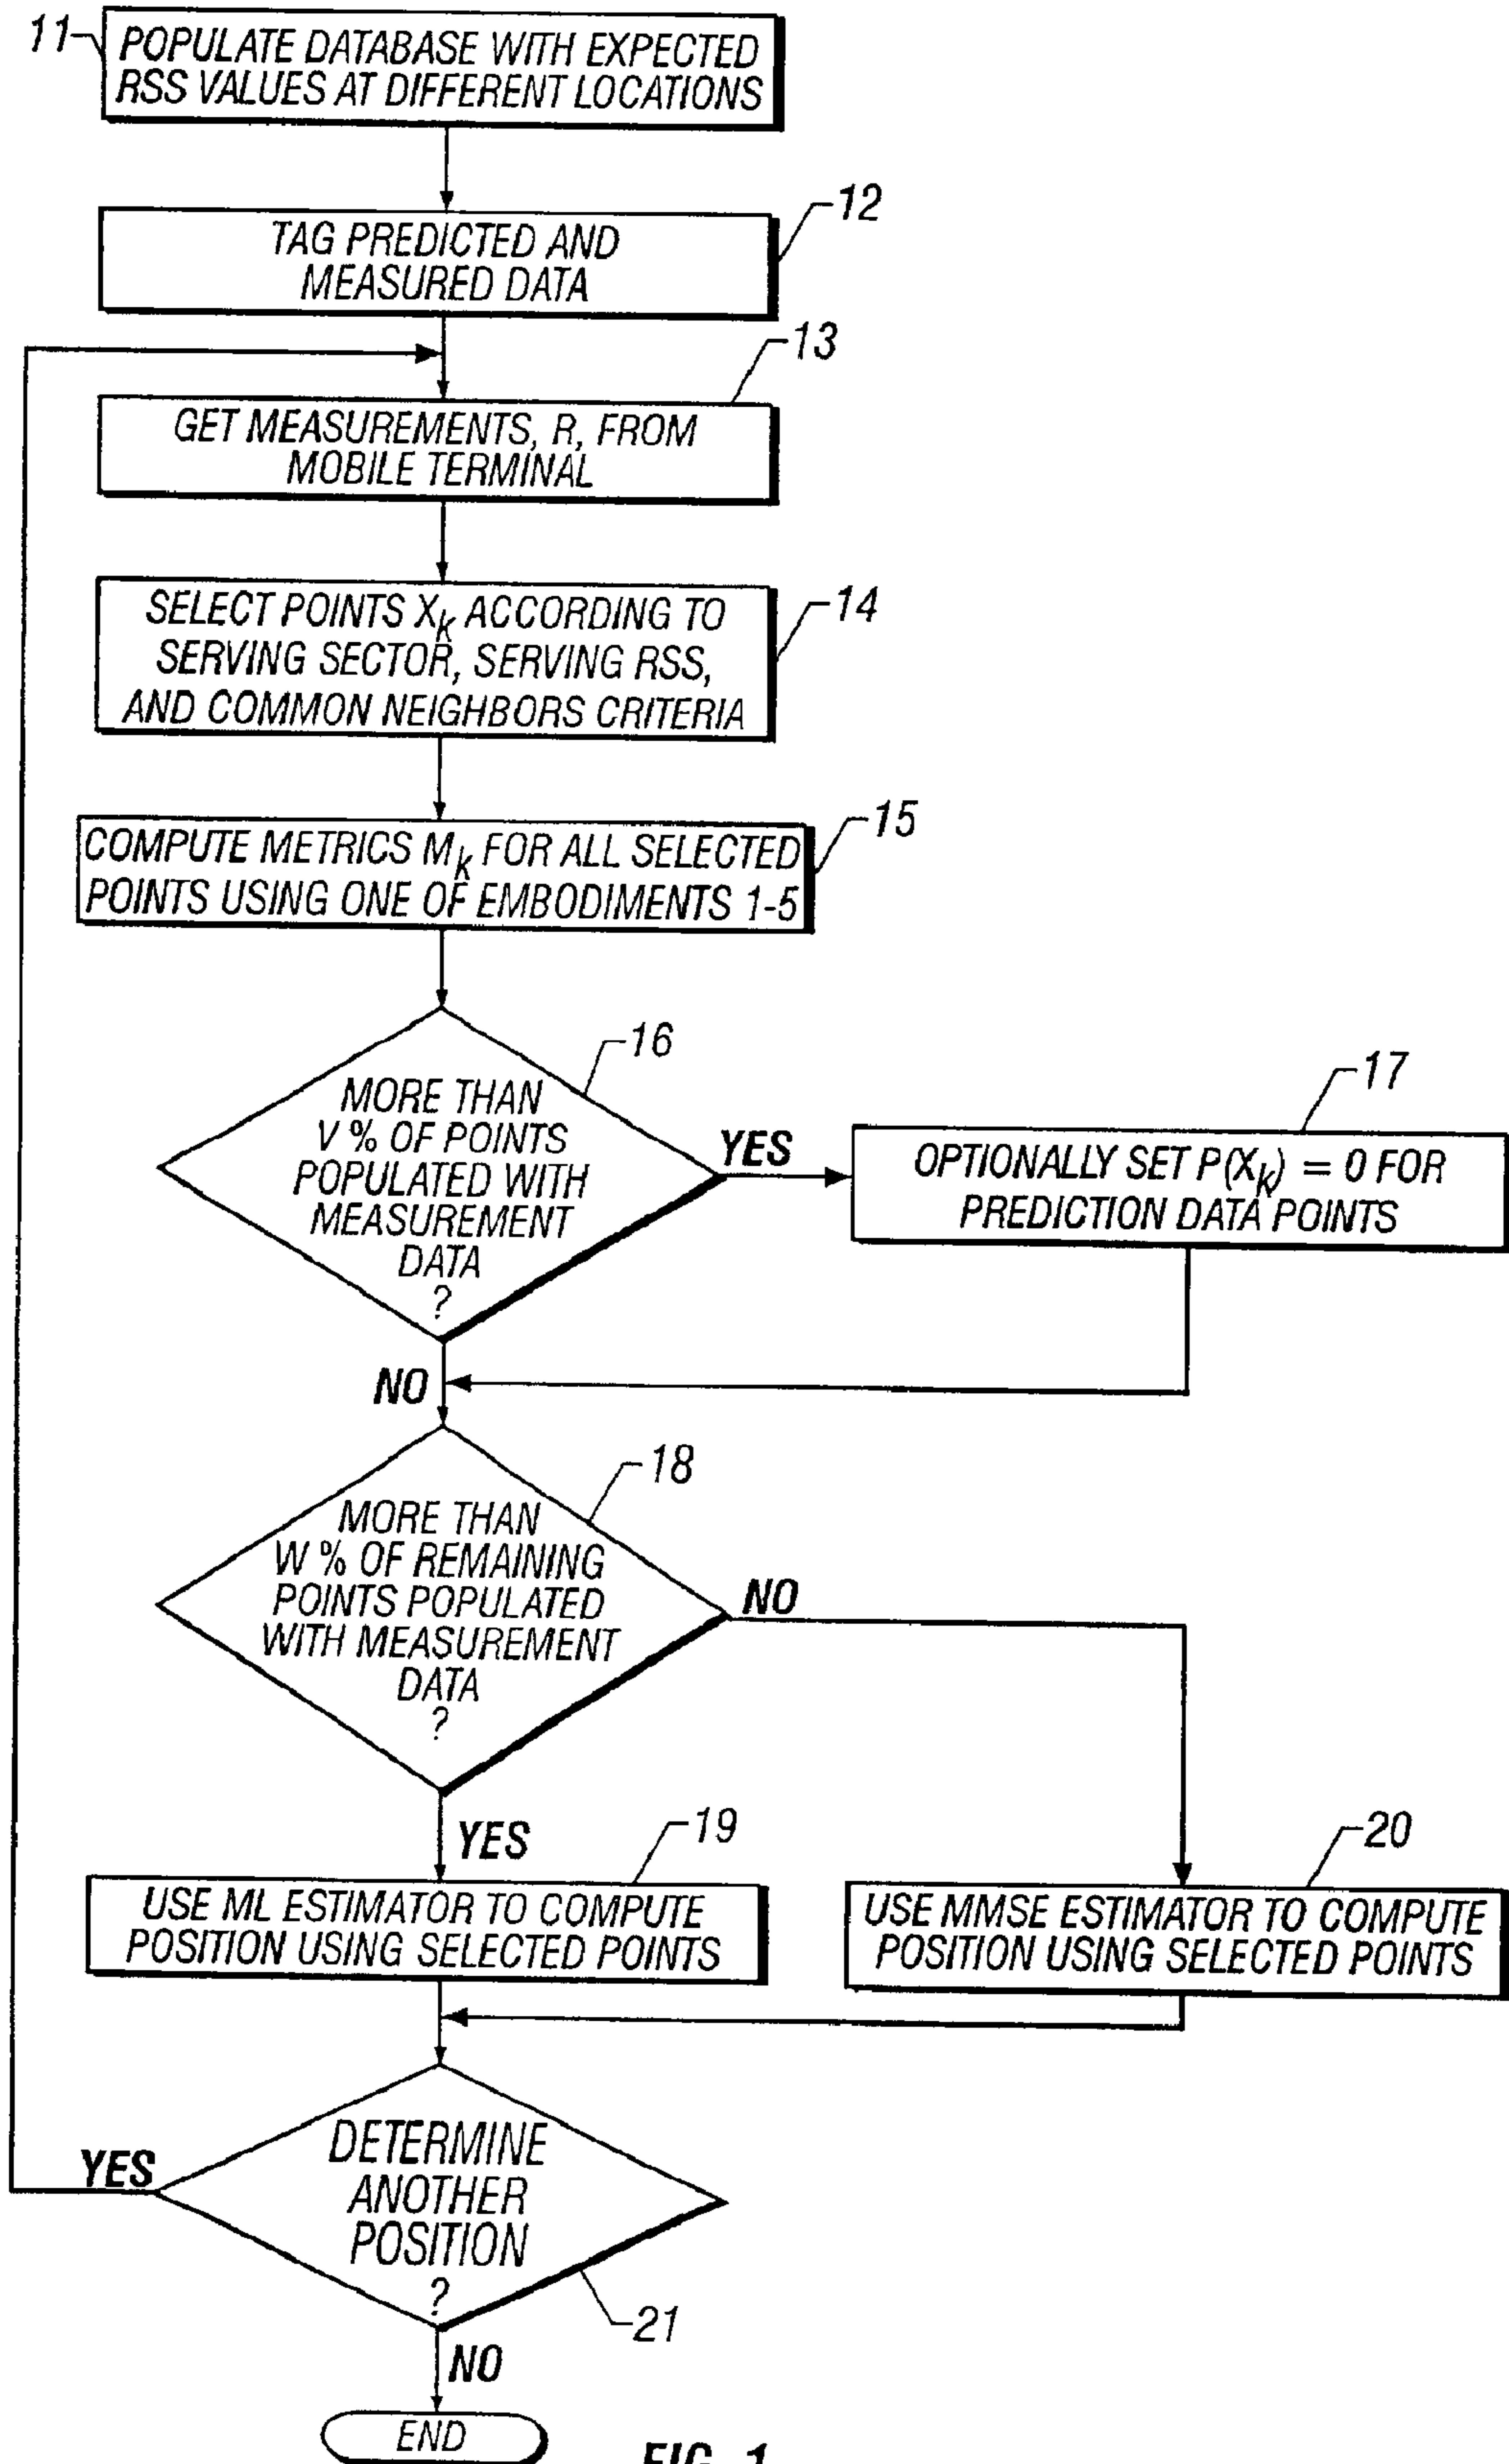 11
POPULATE DATABASE WITH EXPECTED
RSS VALUES AT DIFFERENT LOCATIONS
12
TAG PREDICTED AND
MEASURED DATA
13
GET MEASUREMENTS, R, FROM
MOBILE TERMINAL
14
SELECT POINTS Xk ACCORDING TO
SERVING SECTOR, SERVING RSS,
AND COMMON NEIGHBORS CRITERIA
15
COMPUTE METRICS Mk FOR ALL SELECTED
POINTS USING ONE OF EMBODIMENTS 1-5
16
MORE THAN
V % OF POINTS
POPULATED WITH
MEASUREMENT
DATA
?
YES
17
OPTIONALLY SET P(Xk) = 0 FOR
PREDICTION DATA POINTS
NO
18
MORE THAN
W % OF REMAINING
POINTS POPULATED
WITH MEASUREMENT
DATA
?
NO
YES
19
USE ML ESTIMATOR TO COMPUTE
POSITION USING SELECTED POINTS
20
USE MMSE ESTIMATOR TO COMPUTE
POSITION USING SELECTED POINTS
YES
DETERMINE
ANOTHER
POSITION
?
21
NO
END
FIG. 1